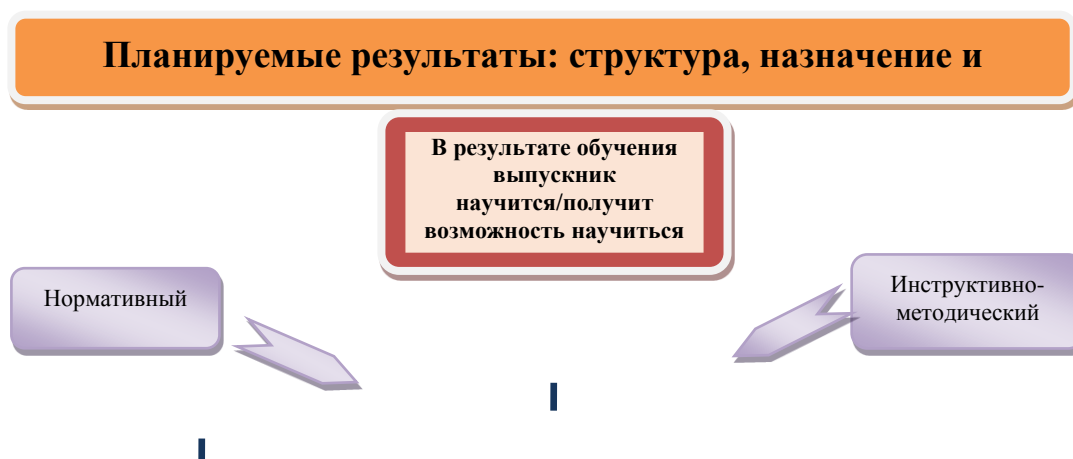 Планируемые результаты: структура, назначение и
В результате обучения
выпускник
научится/получит
возможность научиться
Нормативный
Инструктивно-
методический